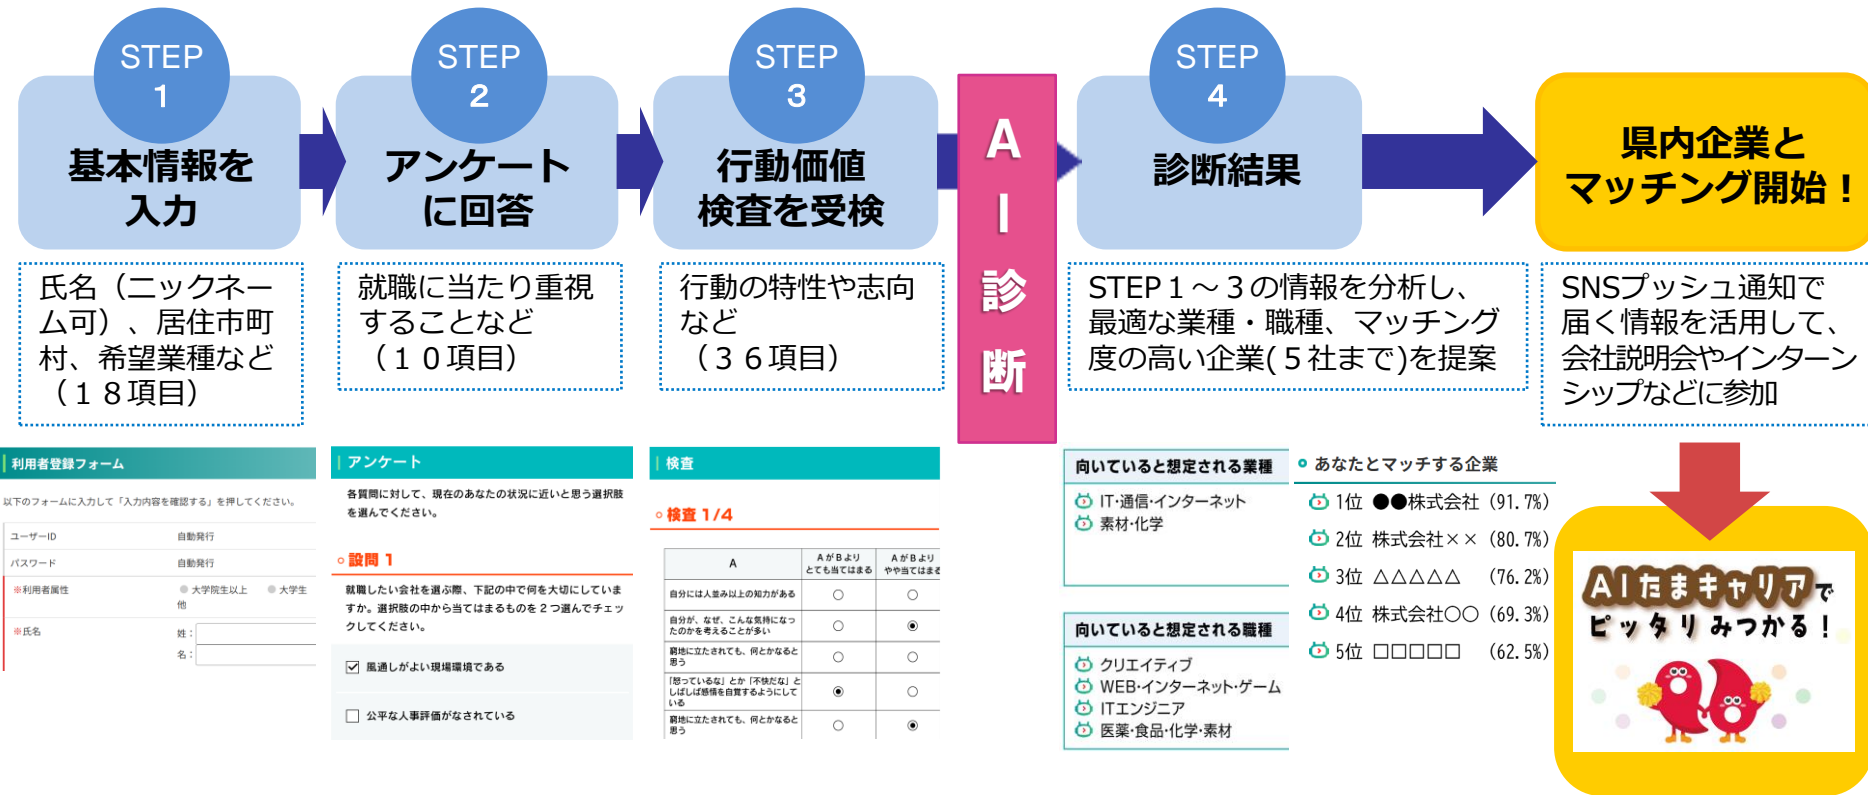 STEP
1
基本情報を
入力
氏名（ニックネー
ム可）、居住市町
村、希望業種など
（１８項目）
STEP
2
アンケート
に回答
就職に当たり重視
することなど
（１０項目）
STEP
3
行動価値
検査を受検
行動の特性や志向
など
（３６項目）
AI診断
STEP
4
診断結果
STEP１～３の情報を分析し、
最適な業種・職種、マッチング
度の高い企業(５社まで)を提案
県内企業と
マッチング開始！
SNSプッシュ通知で
届く情報を活用して、
会社説明会やインターン
シップなどに参加
利用者登録フォーム
以下のフォームに入力して「入力内容を確認する」を押してください。
ユーザーID 自動発行
パスワード 自動発行
※利用者属性 大学院生以上 大学生
他
※氏名 姓：
名：
アンケート
各質問に対して、現在のあなたの状況に近いと思う選択肢
を選んでください。
設問 1
就職したい会社を選ぶ際、下記の中で何を大切にしていま
すか。選択肢の中から当てはまるものを 2 つ選んでチェッ
クしてください。
風通しがよい現場環境である
公平な人事評価がなされている
検査
検査 1/4
A
A が B より
とても当てはまる
A が B より
やや当てはまる
自分には人並み以上の知力がある
自分が、なぜ、こんな気持になっ
たのかを考えることが多い
窮地に立たされても、何とかなると
思う
「怒っているな」とか「不快だな」と
しばしば感情を自覚するようにして
いる
窮地に立たされても、何とかなると
思う
向いていると想定される業種
IT・通信・インターネット
素材・化学
向いていると想定される職種
クリエイティブ
WEB・インターネット・ゲーム
ITエンジニア
医薬・食品・化学・素材
あなたとマッチする企業
1位 ●●株式会社 (91.7%)
2位 株式会社×× (80.7%)
3位 △△△△△ (76.2%)
4位 株式会社○○ (69.3%)
5位 □□□□□ (62.5%)
AIたまキャリアで
ピッタリみつかる！